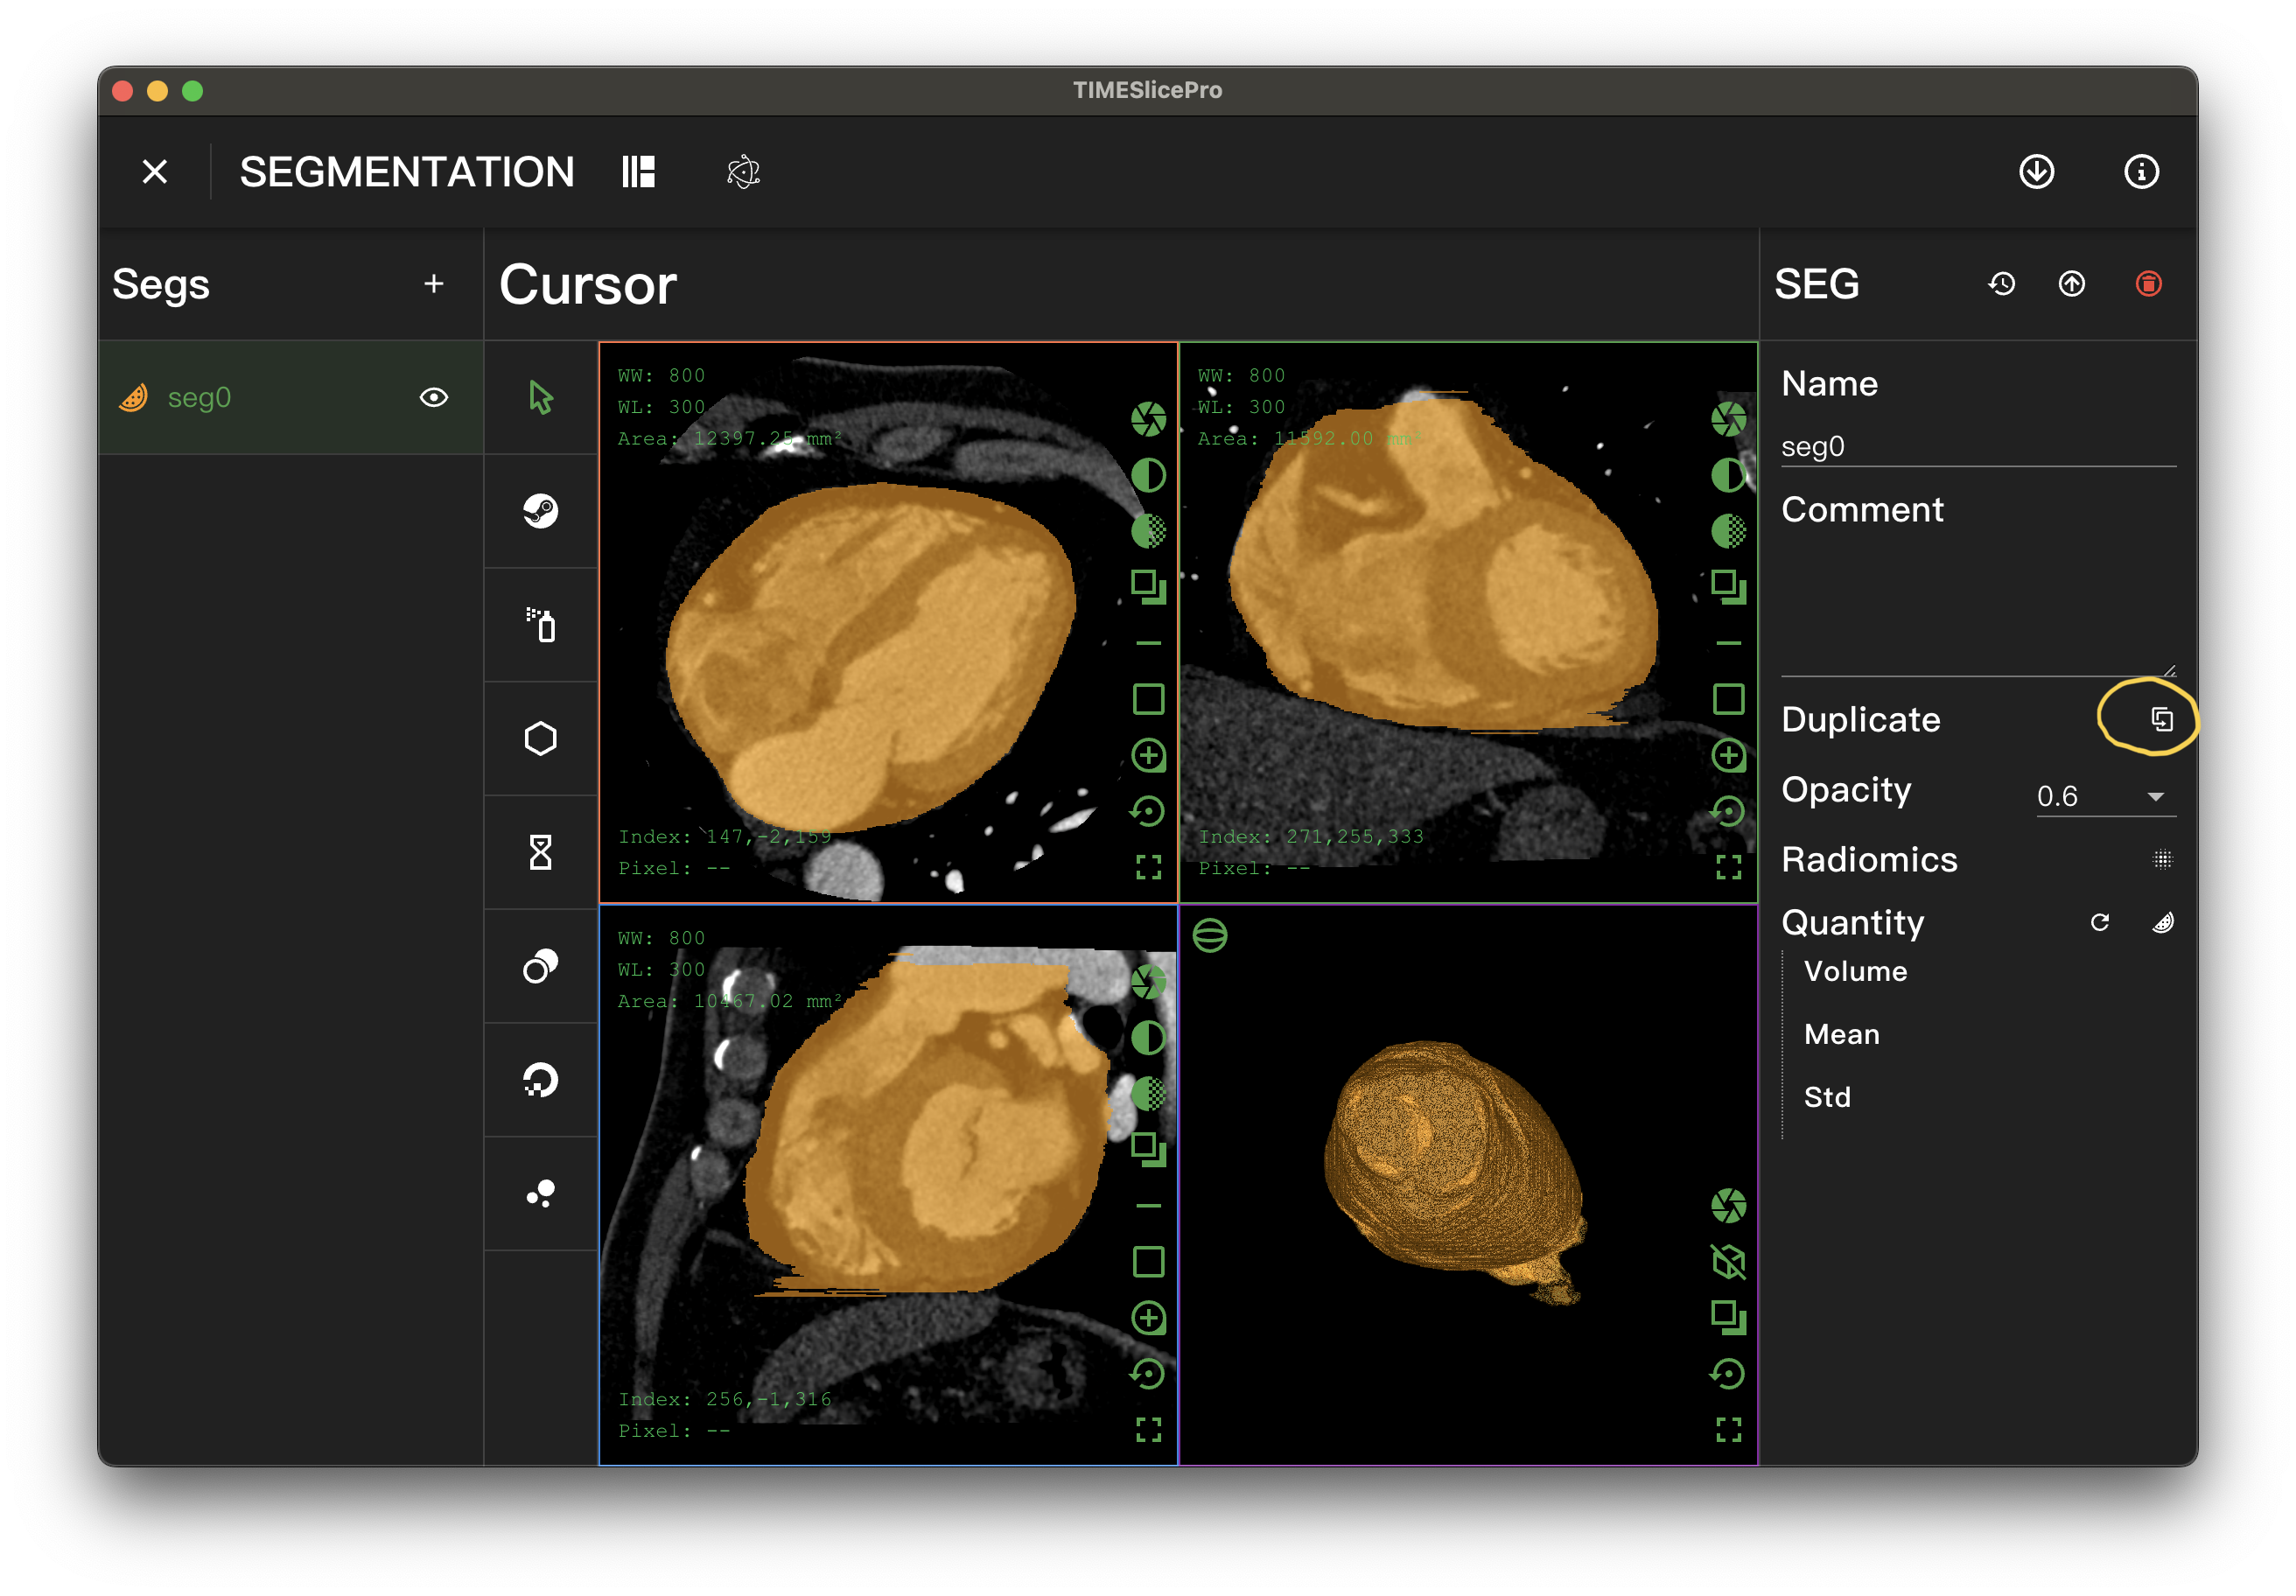 TIMESlicePro
SEGMENTATION
Segs
Cursor
SEG
seg0
WW: 800
WL: 300
Area: 12397.25 mm²
Index: 147,-2,159
Pixel: --
WW: 800
WL: 300
Area: 11592.00 mm²
Index: 271,255,333
Pixel: --
WW: 800
WL: 300
Area: 10467.02 mm²
Index: 256,-1,316
Pixel: --
Name
seg0
Comment
Duplicate
Opacity 0.6
Radiomics
Quantity
Volume
Mean
Std